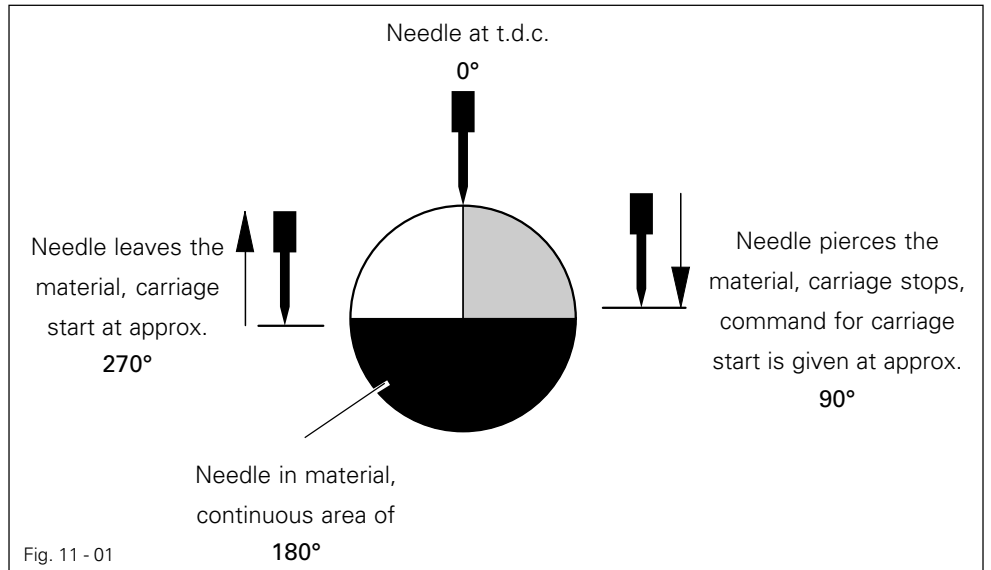 Needle at t.d.c.
0°
Needle leaves the
material, carriage
start at approx.
270°
Needle pierces the
material, carriage stops,
command for carriage
start is given at approx.
90°
Needle in material,
continuous area of
180°
Fig. 11 - 01